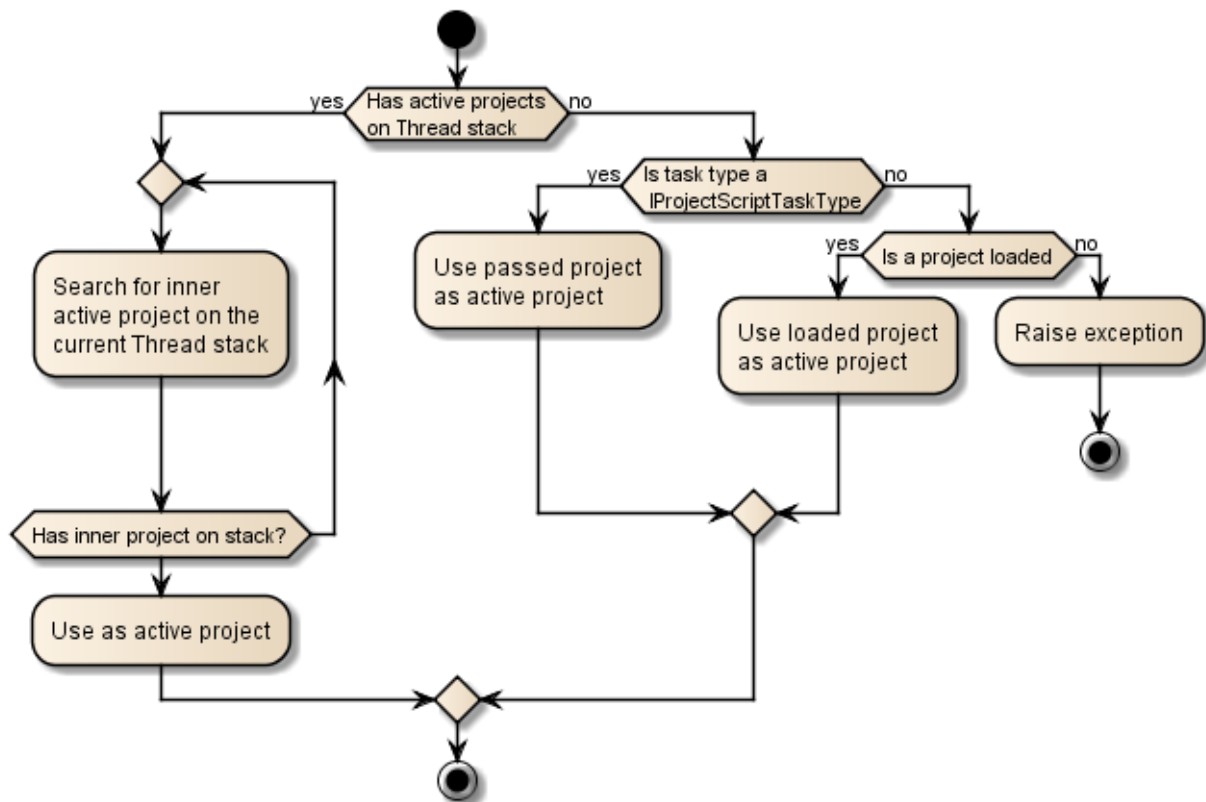 Has active projects
on Thread stack
yes
no
Is task type a
IProjectScriptTaskType
yes
no
Is a project loaded
yes
no
Search for inner
active project on the
current Thread stack
Use passed project
as active project
Use loaded project
as active project
Raise exception
Has inner project on stack?
Use as active project